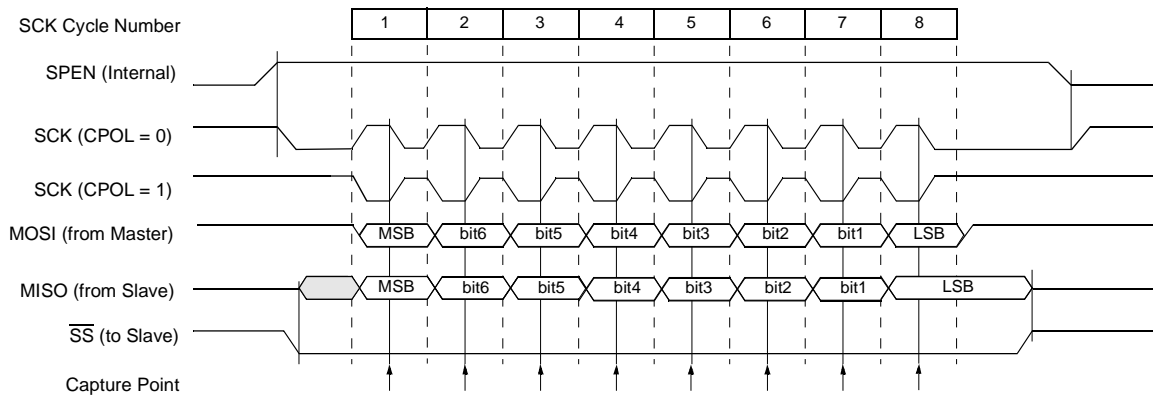 SCK Cycle Number 1 2 3 4 5 6 7 8
SPEN (Internal)
SCK (CPOL = 0)
SCK (CPOL = 1)
MOSI (from Master) MSB bit6 bit5 bit4 bit3 bit2 bit1 LSB
MISO (from Slave) MSB bit6 bit5 bit4 bit3 bit2 bit1 LSB
S̅S̅ (to Slave)
Capture Point